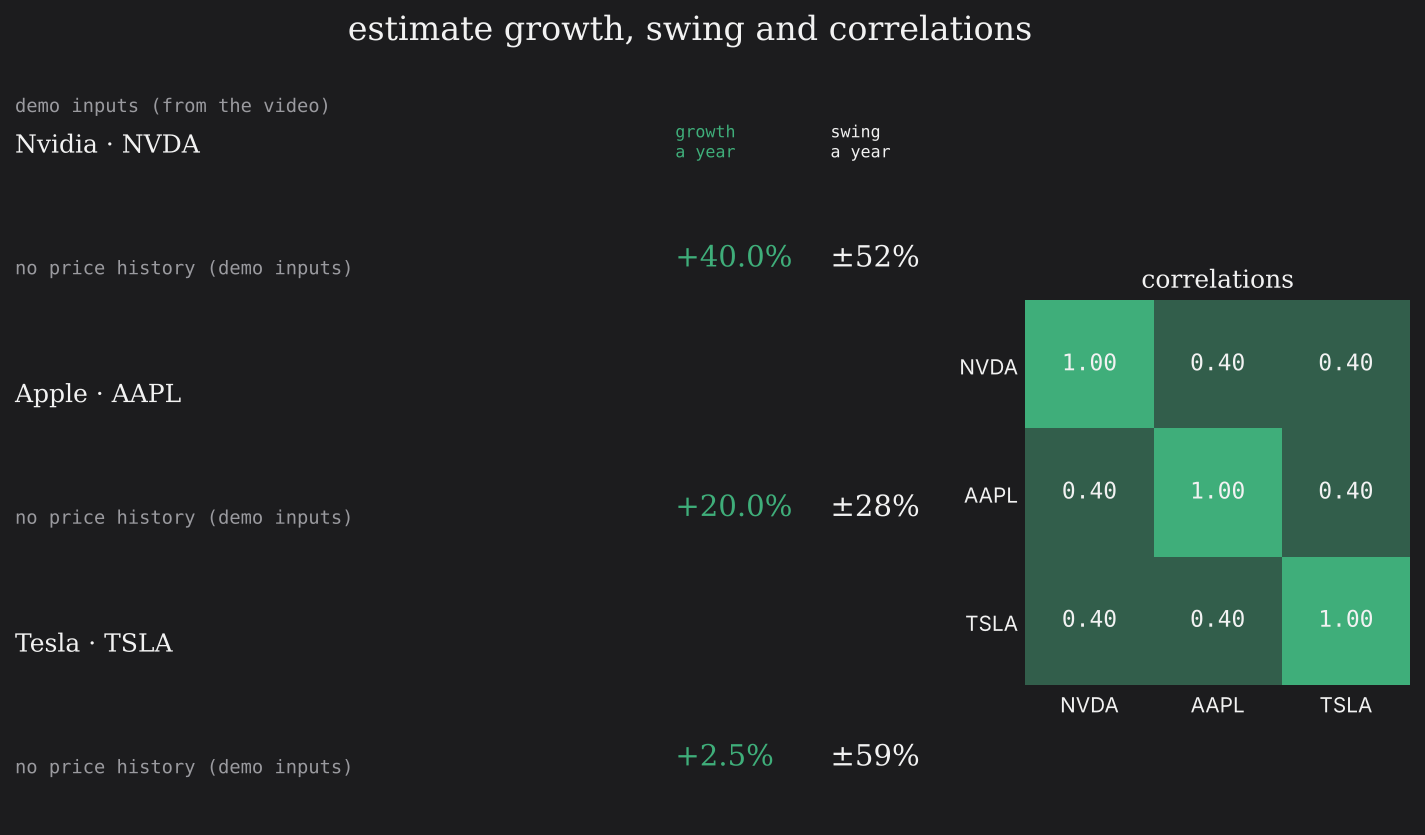 estimate growth, swing and correlations
demo inputs (from the video)
Nvidia · NVDA
growth
a year
swing
a year
no price history (demo inputs)
+40.0%
±52%
Apple · AAPL
no price history (demo inputs)
+20.0%
±28%
Tesla · TSLA
no price history (demo inputs)
+2.5%
±59%
correlations
NVDA 1.00 0.40 0.40
AAPL 0.40 1.00 0.40
TSLA 0.40 0.40 1.00
NVDA AAPL TSLA